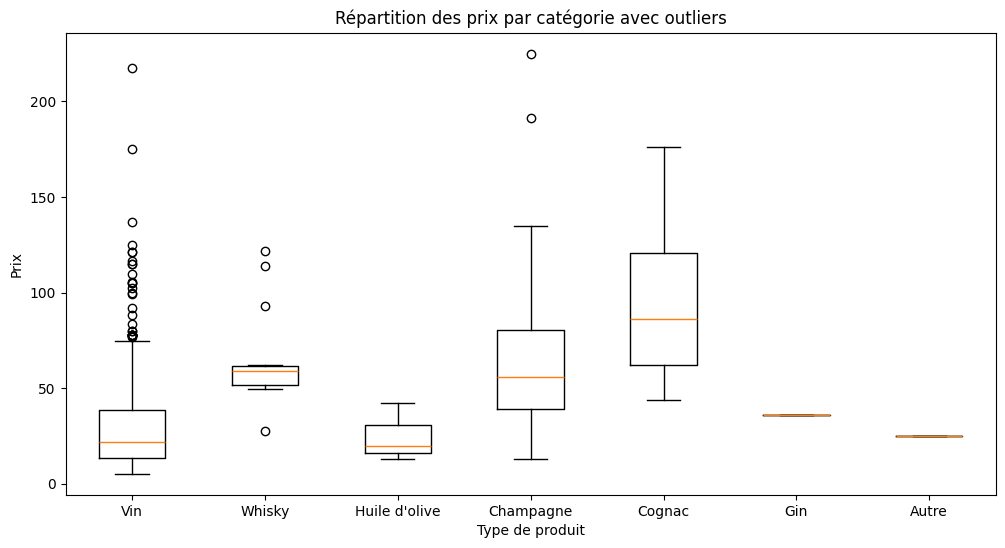 Répartition des prix par catégorie avec outliers
Prix
200
150
100
50
0
Vin Whisky Huile d'olive Champagne Cognac Gin Autre
Type de produit